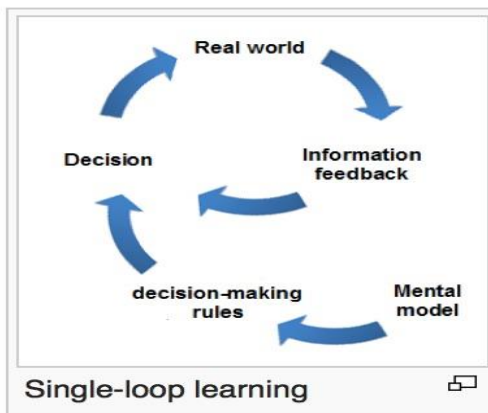 Real world
Decision
Information
feedback
decision-making
rules
Mental
model
Single-loop learning